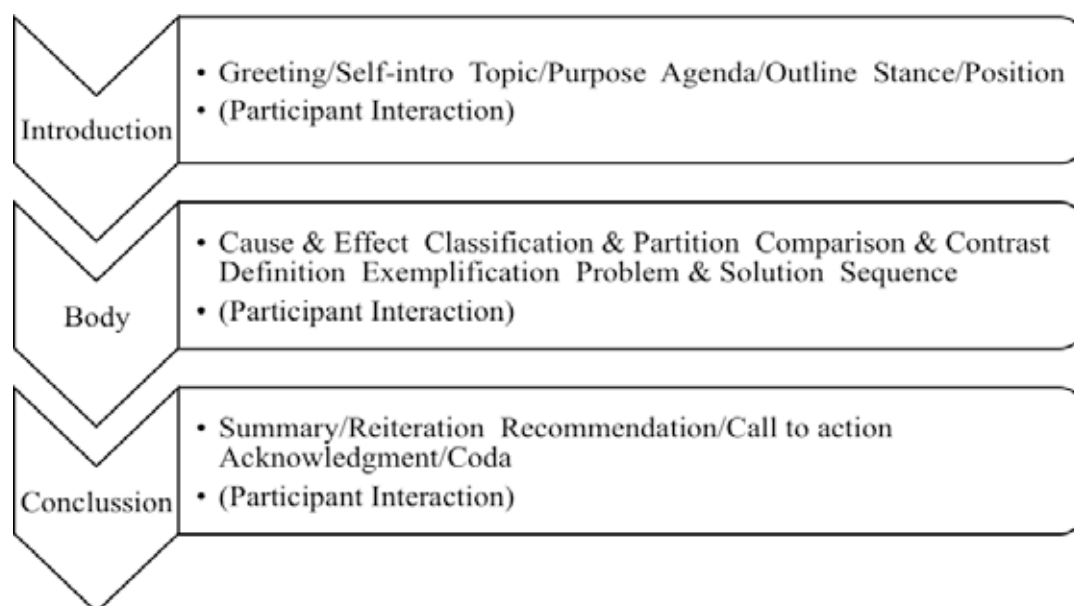 Introduction
• Greeting/Self-intro Topic/Purpose Agenda/Outline Stance/Position
• (Participant Interaction)
Body
• Cause & Effect Classification & Partition Comparison & Contrast
Definition Exemplification Problem & Solution Sequence
• (Participant Interaction)
Conclussion
• Summary/Reiteration Recommendation/Call to action
Acknowledgment/Coda
• (Participant Interaction)